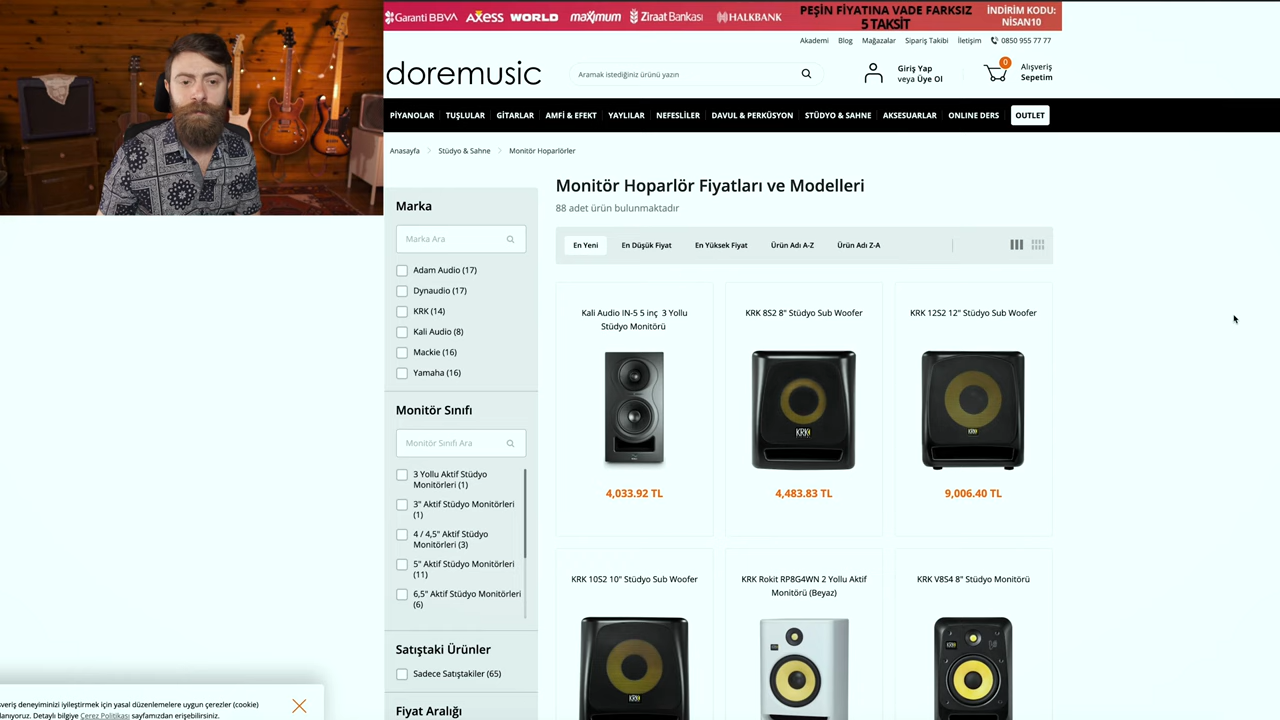 Garanti BBVA AXESS WORLD maximum Ziraat Bankası HALKBANK
PEŞİN FİYATINA VADE FARKSIZ
5 TAKSİT
İNDİRİM KODU:
NİSAN10
Akademi Blog Mağazalar Sipariş Takibi İletişim 0850 955 77 77
doremusic
Aramak istediğiniz ürünü yazın
Giriş Yap
veya Üye Ol
0
Alışveriş
Sepetim
PİYANOLAR TUŞLULAR GİTARLAR AMFİ & EFEKT YAYLILAR NEFESLİLER DAVUL & PERKÜSYON STÜDYO & SAHNE AKSESUARLAR ONLINE DERS OUTLET
Anasayfa Stüdyo & Sahne Monitör Hoparlörler
Marka
Marka Ara
Adam Audio (17)
Dynaudio (17)
KRK (14)
Kali Audio (8)
Mackie (16)
Yamaha (16)
Monitör Sınıfı
Monitör Sınıfı Ara
3 Yollu Aktif Stüdyo
Monitörleri (1)
3" Aktif Stüdyo Monitörleri
(1)
4 / 4,5" Aktif Stüdyo
Monitörleri (3)
5" Aktif Stüdyo Monitörleri
(11)
6,5" Aktif Stüdyo Monitörleri
(6)
Satıştaki Ürünler
Sadece Satıştakiler (65)
Fiyat Aralığı
Monitör Hoparlör Fiyatları ve Modelleri
88 adet ürün bulunmaktadır
En Yeni En Düşük Fiyat En Yüksek Fiyat Ürün Adı A-Z Ürün Adı Z-A
Kali Audio IN-5 5 inç 3 Yollu
Stüdyo Monitörü
4,033.92 TL
KRK 8S2 8" Stüdyo Sub Woofer
KRK
4,483.83 TL
KRK 12S2 12" Stüdyo Sub Woofer
KRK
9,006.40 TL
KRK 10S2 10" Stüdyo Sub Woofer
KRK
KRK Rokit RP8G4WN 2 Yollu Aktif
Monitörü (Beyaz)
KRK V8S4 8" Stüdyo Monitörü
şveriş deneyiminizi iyileştirmek için yasal düzenlemelere uygun çerezler (cookie)
lanıyoruz. Detaylı bilgiye Çerez Politikası sayfamızdan erişebilirsiniz.